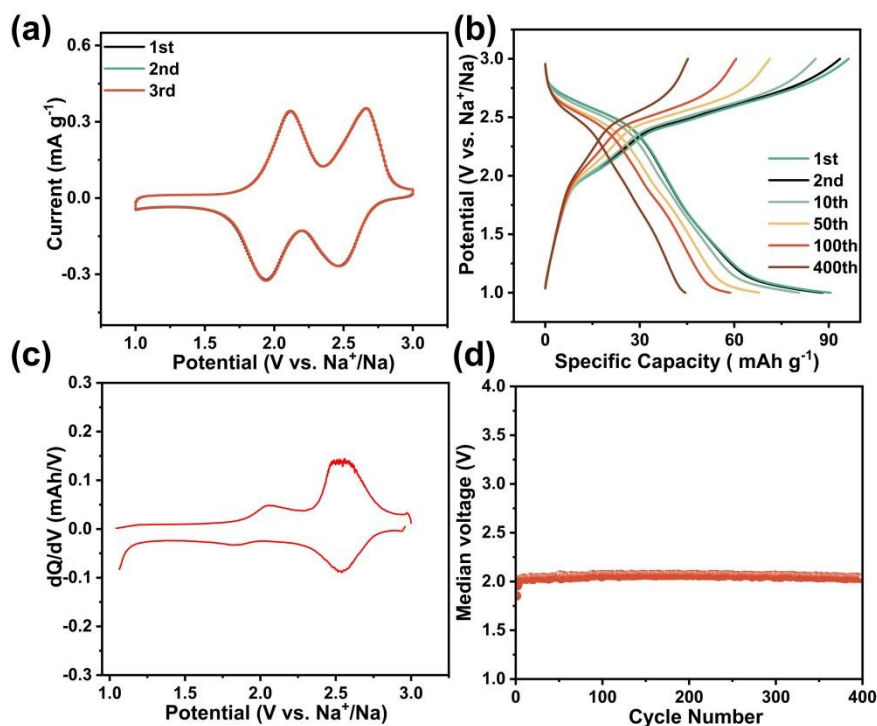 (a)
1st
2nd
3rd
0.6
0.3
0.0
-0.3
Current (mA g⁻¹)
1.0 1.5 2.0 2.5 3.0
Potential (V vs. Na⁺/Na)
(b)
3.0
2.5
2.0
1.5
1.0
Potential (V vs. Na⁺/Na)
1st
2nd
10th
50th
100th
400th
0 30 60 90
Specific Capacity ( mAh g⁻¹)
(c)
0.3
0.2
0.1
0.0
-0.1
-0.2
-0.3
dQ/dV (mAh/V)
1.0 1.5 2.0 2.5 3.0
Potential (V vs. Na⁺/Na)
(d)
4.0
3.5
3.0
2.5
2.0
1.5
1.0
Median voltage (V)
0 100 200 300 400
Cycle Number